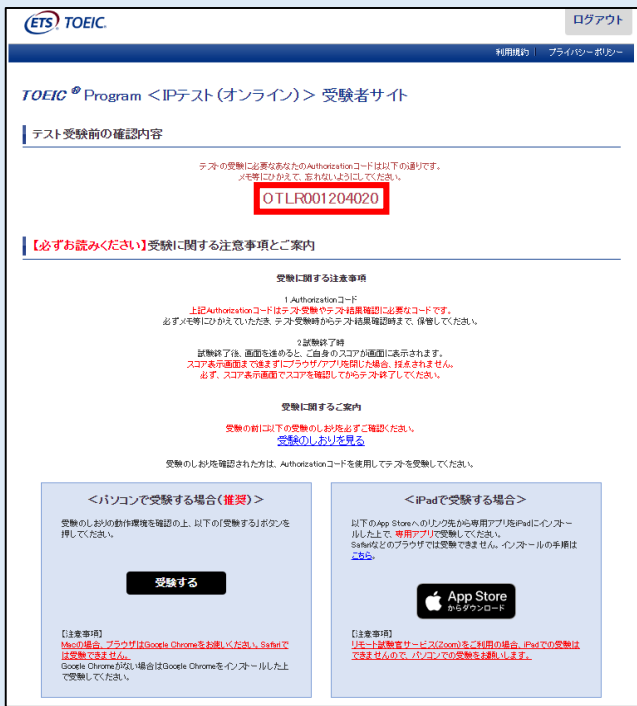 ETS TOEIC.
ログアウト
利用規約 プライバシーポリシー
TOEIC ® Program <IPテスト(オンライン)> 受験者サイト
テスト受験前の確認内容
テストの受験に必要なあなたのAuthorizationコードは以下の通りです。
メモ等にひかえて、忘れないようにしてください。
OTLR001204020
【必ずお読みください】受験に関する注意事項とご案内
受験に関する注意事項
1.Authorizationコード
上記Authorizationコードはテスト受験やテスト結果確認に必要なコードです。
必ずメモ等にひかえていただき、テスト受験時からテスト結果確認時まで、保管してください。
2.試験終了時
試験終了後、画面を進めると、ご自身のスコアが画面に表示されます。
スコア表示画面まで進まずにブラウザ/アプリを閉じた場合、採点されません。
必ず、スコア表示画面でスコアを確認してからテスト終了してください。
受験に関するご案内
受験の前に以下の受験のしおりを必ずご確認ください。
受験のしおりを見る
受験のしおりを確認された方は、Authorizationコードを使用してテストを受験してください。
<パソコンで受験する場合(推奨)>
受験のしおりの動作環境を確認の上、以下の「受験する」ボタンを
押してください。
受験する
【注意事項】
Macの場合、ブラウザはGoogle Chromeをお使いください。Safariで
は受験できません。
Google Chromeがない場合はGoogle Chromeをインストールした上
で受験してください。
<iPadで受験する場合>
以下のApp Storeへのリンク先から専用アプリをiPadにインストー
ルした上で、専用アプリで受験してください。
Safariなどのブラウザでは受験できません。インストールの手順は
こちら。
App Store
からダウンロード
【注意事項】
リモート試験官サービス(Zoom)をご利用の場合、iPadでの受験は
できませんので、パソコンでの受験をお願いします。